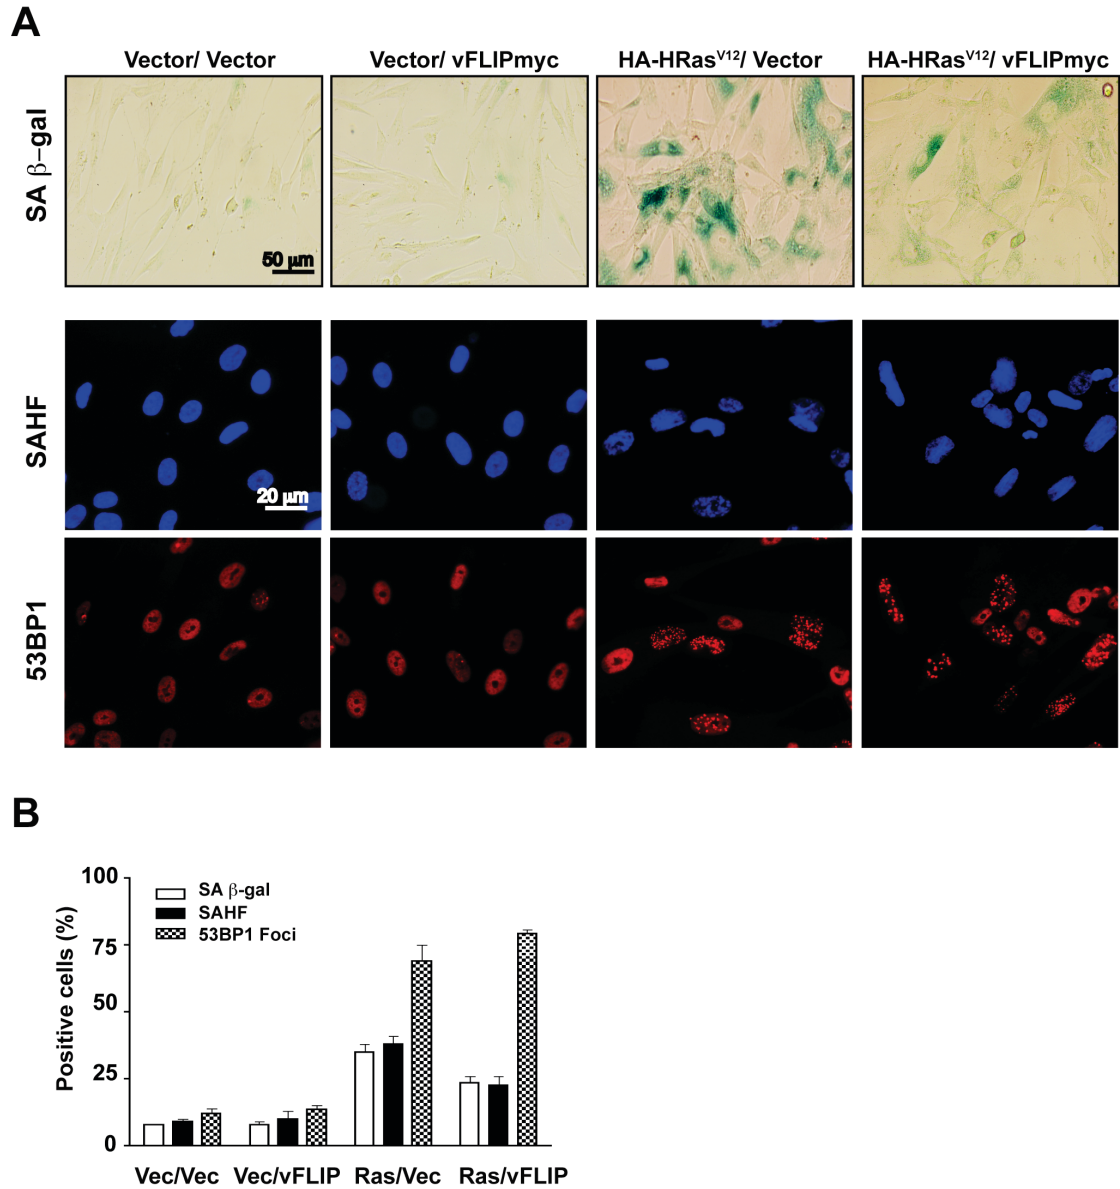 A
Vector/ Vector
Vector/ vFLIPmyc
HA-HRasV12/ Vector
HA-HRasV12/ vFLIPmyc
SA β-gal
50 µm
SAHF
20 µm
53BP1
B
Positive cells (%)
100
75
50
25
0
SA β-gal
SAHF
53BP1 Foci
Vec/Vec
Vec/vFLIP
Ras/Vec
Ras/vFLIP